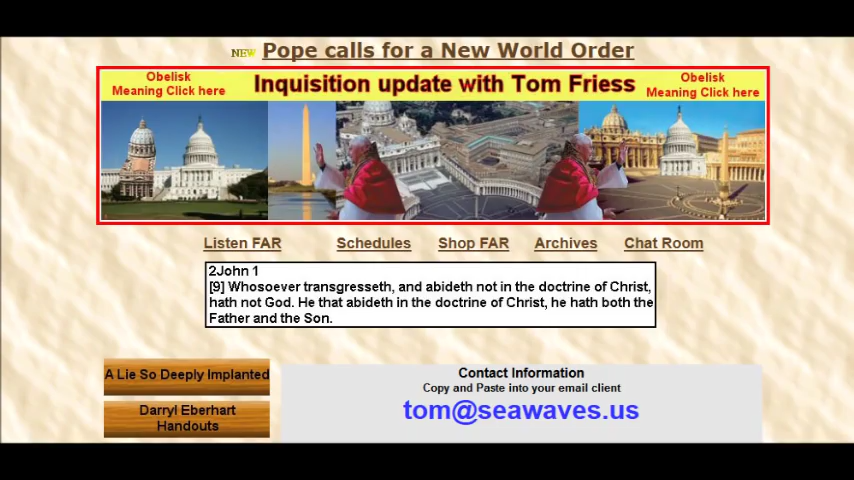 NEW Pope calls for a New World Order
Obelisk
Meaning Click here
Inquisition update with Tom Friess
Obelisk
Meaning Click here
Listen FAR Schedules Shop FAR Archives Chat Room
2John 1
[9] Whosoever transgresseth, and abideth not in the doctrine of Christ,
hath not God. He that abideth in the doctrine of Christ, he hath both the
Father and the Son.
A Lie So Deeply Implanted
Darryl Eberhart
Handouts
Contact Information
Copy and Paste into your email client
tom@seawaves.us